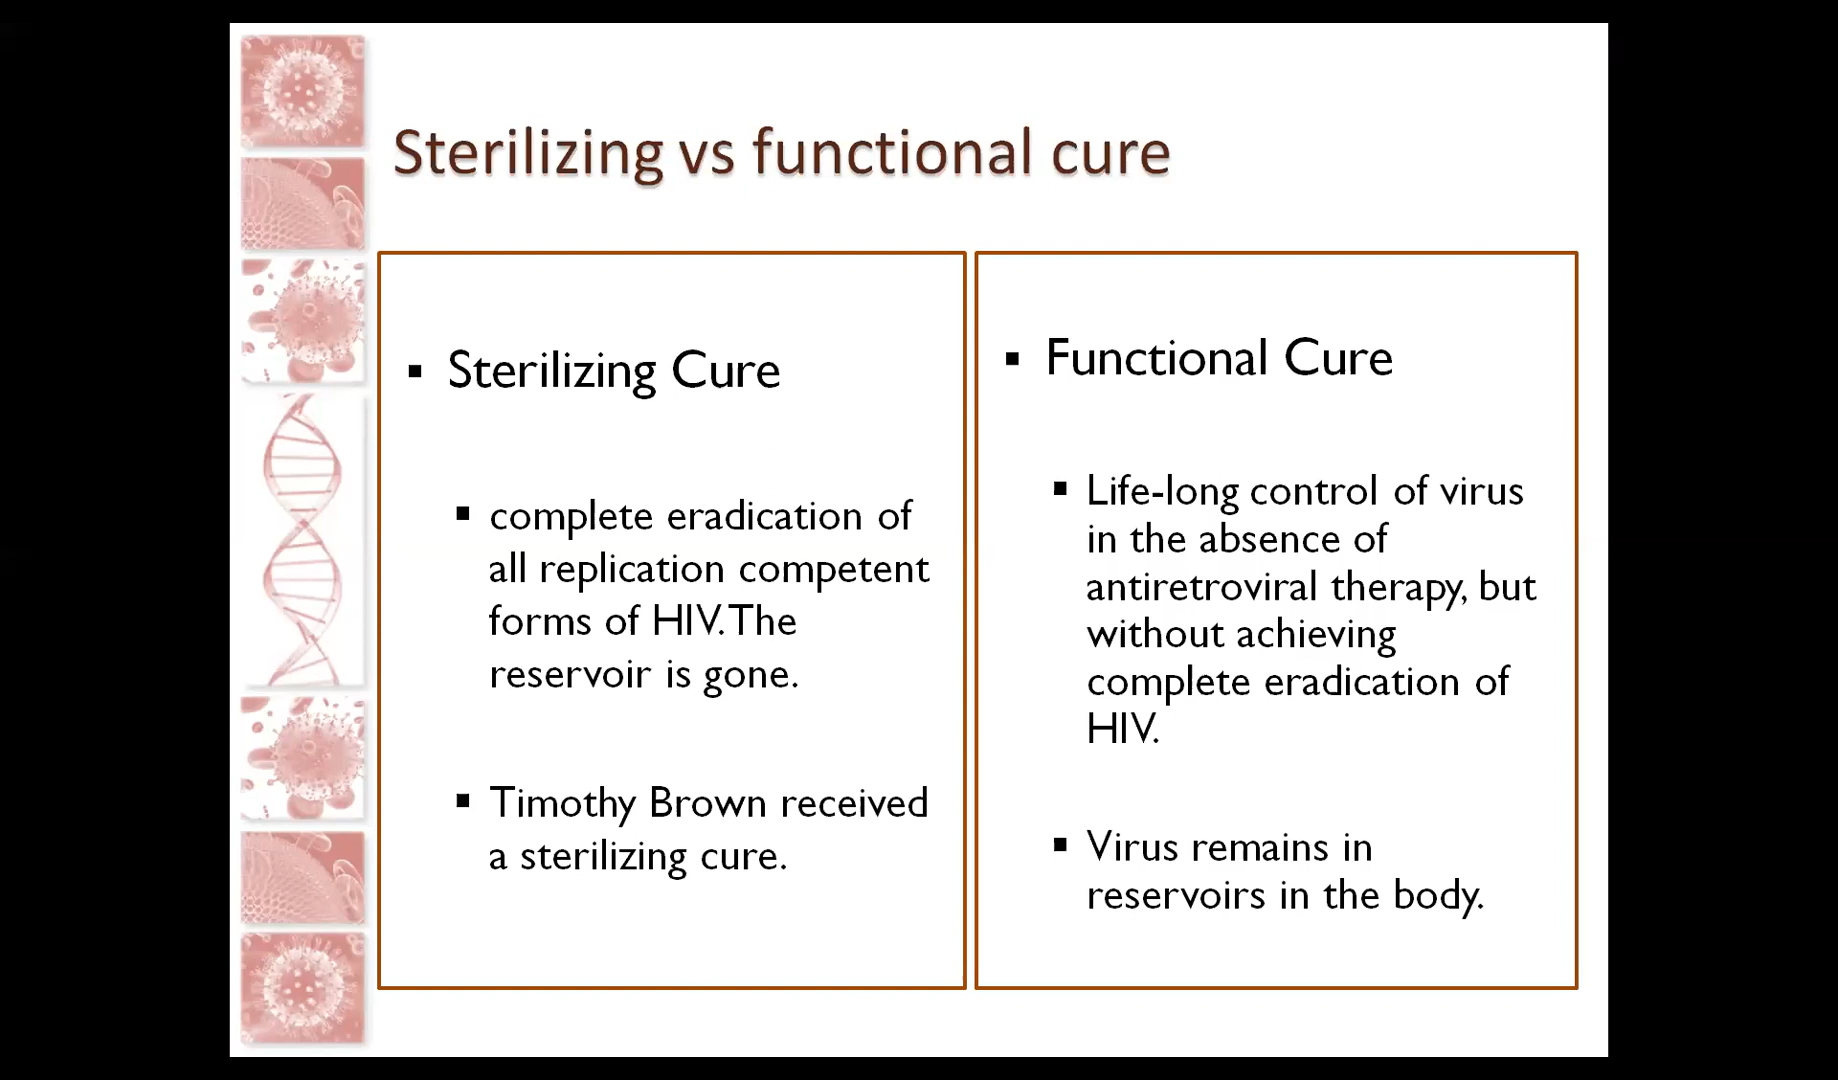 Sterilizing vs functional cure
▪ Sterilizing Cure
▪ complete eradication of
all replication competent
forms of HIV. The
reservoir is gone.
▪ Timothy Brown received
a sterilizing cure.
▪ Functional Cure
▪ Life-long control of virus
in the absence of
antiretroviral therapy, but
without achieving
complete eradication of
HIV.
▪ Virus remains in
reservoirs in the body.